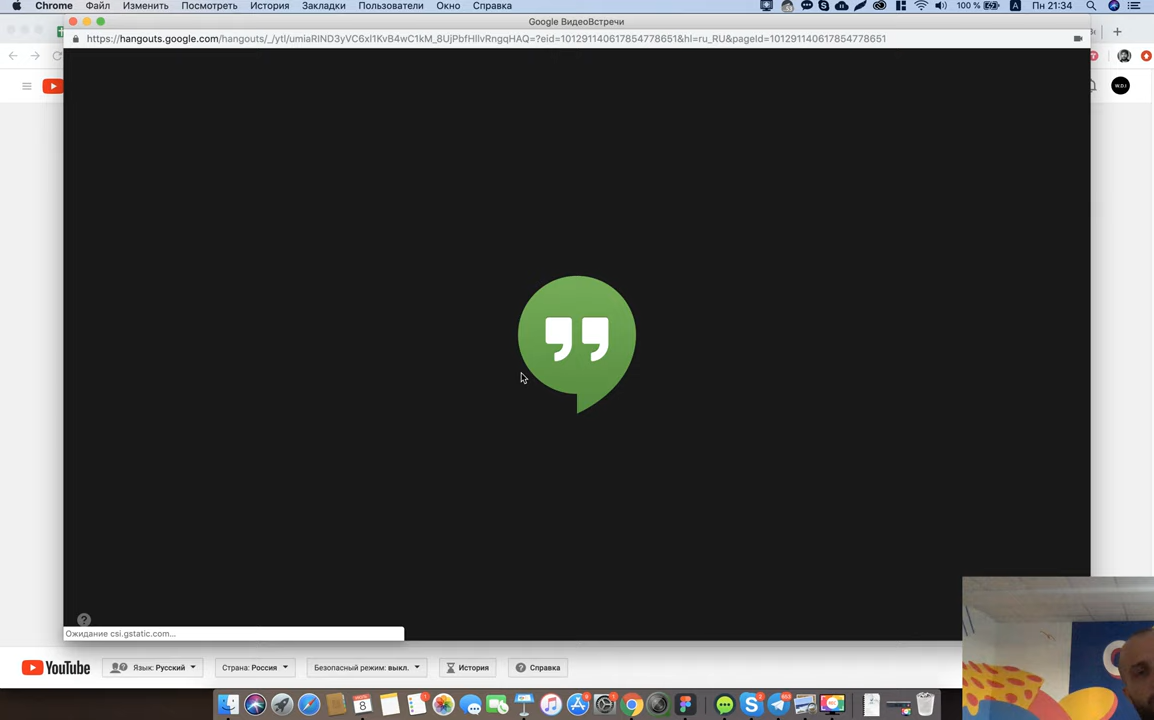 Chrome Файл Изменить Посмотреть История Закладки Пользователи Окно Справка 100 % Пн 21:34
Google ВидеоВстречи
https://hangouts.google.com/hangouts/_/ytl/umiaRIND3yVC6xl1KvB4wC1kM_8UjPbfHllvRngqHAQ=?eid=101291140617854778651&hl=ru_RU&pageId=101291140617854778651
W.D.I
Ожидание csi.gstatic.com...
YouTube Язык: Русский Страна: Россия Безопасный режим: выкл. История Справка
8